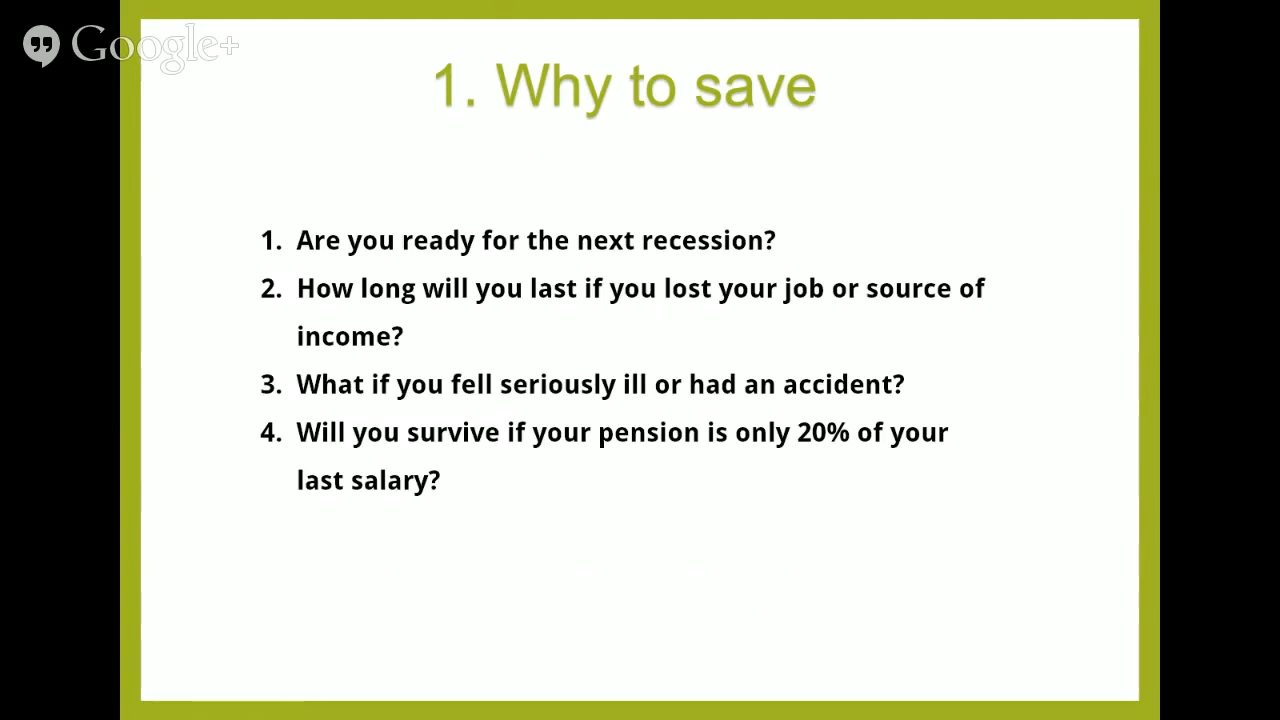 Google+
1. Why to save
1. Are you ready for the next recession?
2. How long will you last if you lost your job or source of
income?
3. What if you fell seriously ill or had an accident?
4. Will you survive if your pension is only 20% of your
last salary?